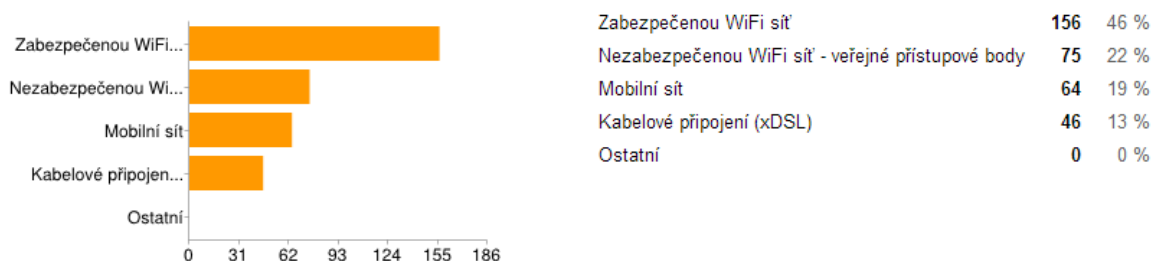 Zabezpečenou WiFi...
Nezabezpečenou Wi...
Mobilní sít
Kabelové připojen...
Ostatní
0 31 62 93 124 155 186
Zabezpečenou WiFi síť 156 46 %
Nezabezpečenou WiFi síť - veřejné přístupové body 75 22 %
Mobilní sít 64 19 %
Kabelové připojení (xDSL) 46 13 %
Ostatní 0 0 %